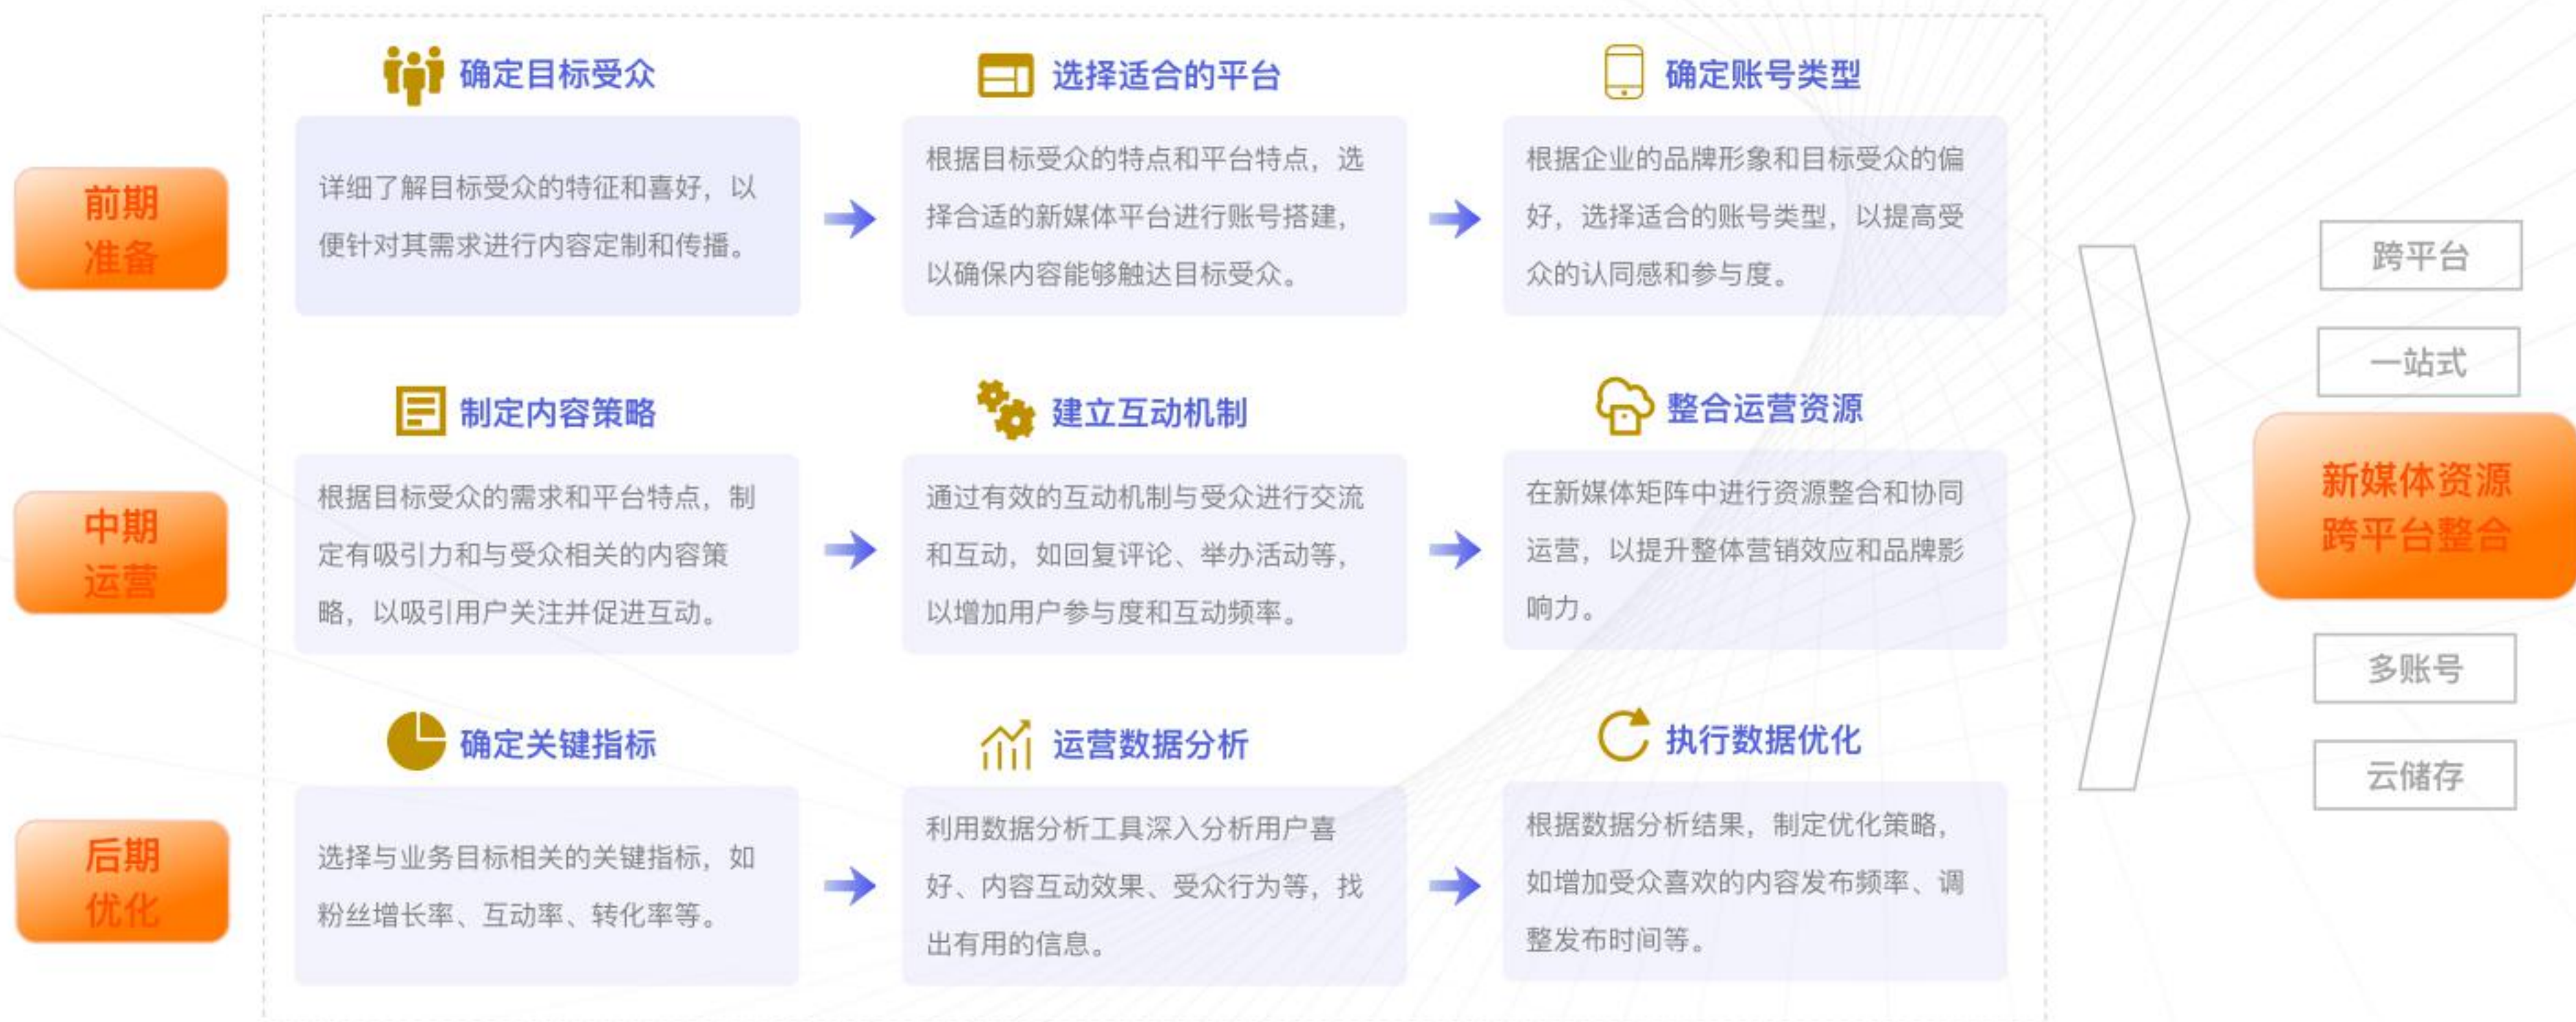 前期
准备
确定目标受众
详细了解目标受众的特征和喜好，以
便针对其需求进行内容定制和传播。
选择适合的平台
根据目标受众的特点和平台特点，选
择合适的新媒体平台进行账号搭建，
以确保内容能够触达目标受众。
确定账号类型
根据企业的品牌形象和目标受众的偏
好，选择适合的账号类型，以提高受
众的认同感和参与度。
中期
运营
制定内容策略
根据目标受众的需求和平台特点，制
定有吸引力和与受众相关的内容策
略，以吸引用户关注并促进互动。
建立互动机制
通过有效的互动机制与受众进行交流
和互动，如回复评论、举办活动等，
以增加用户参与度和互动频率。
整合运营资源
在新媒体矩阵中进行资源整合和协同
运营，以提升整体营销效应和品牌影
响力。
后期
优化
确定关键指标
选择与业务目标相关的关键指标，如
粉丝增长率、互动率、转化率等。
运营数据分析
利用数据分析工具深入分析用户喜
好、内容互动效果、受众行为等，找
出有用的信息。
执行数据优化
根据数据分析结果，制定优化策略，
如增加受众喜欢的内容发布频率、调
整发布时间等。
跨平台
一站式
新媒体资源
跨平台整合
多账号
云储存